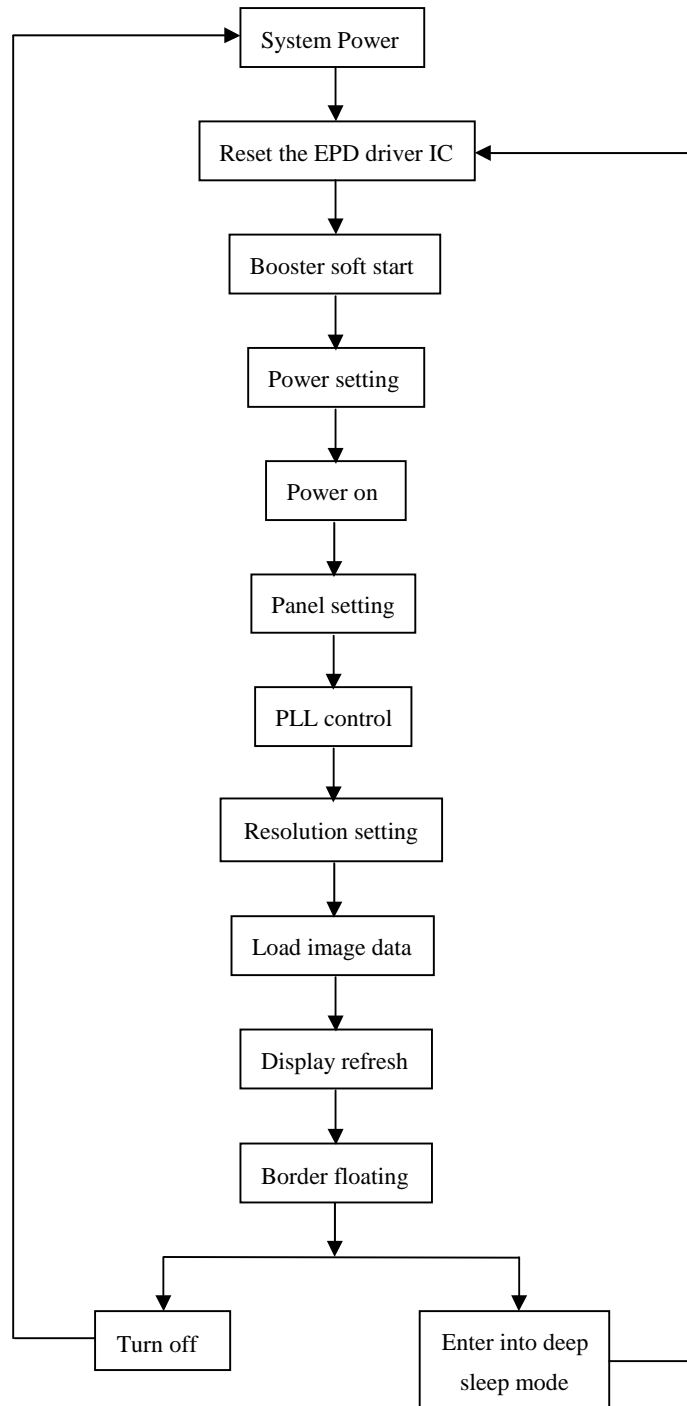 System Power
Reset the EPD driver IC
Booster soft start
Power setting
Power on
Panel setting
PLL control
Resolution setting
Load image data
Display refresh
Border floating
Turn off
Enter into deep
sleep mode